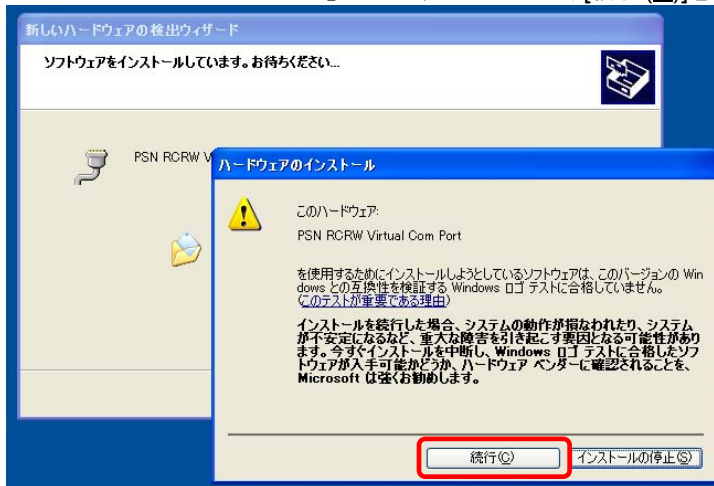 新しいハードウェアの検出ウィザード
ソフトウェアをインストールしています。お待ちください...
PSN RCRW V
ハードウェアのインストール
このハードウェア:
PSN RCRW Virtual Com Port
を使用するためにインストールしようとしているソフトウェアは、このバージョンの Win
dows との互換性を検証する Windows ロゴ テストに合格していません。
(このテストが重要である理由)
インストールを続行した場合、システムの動作が損なわれたり、システム
が不安定になるなど、重大な障害を引き起こす要因となる可能性があり
ます。今すぐインストールを中断し、Windows ロゴ テストに合格したソフ
トウェアが入手可能かどうか、ハードウェア ベンダーに確認されることを、
Microsoft は強くお勧めします。
続行(C)
インストールの停止(S)